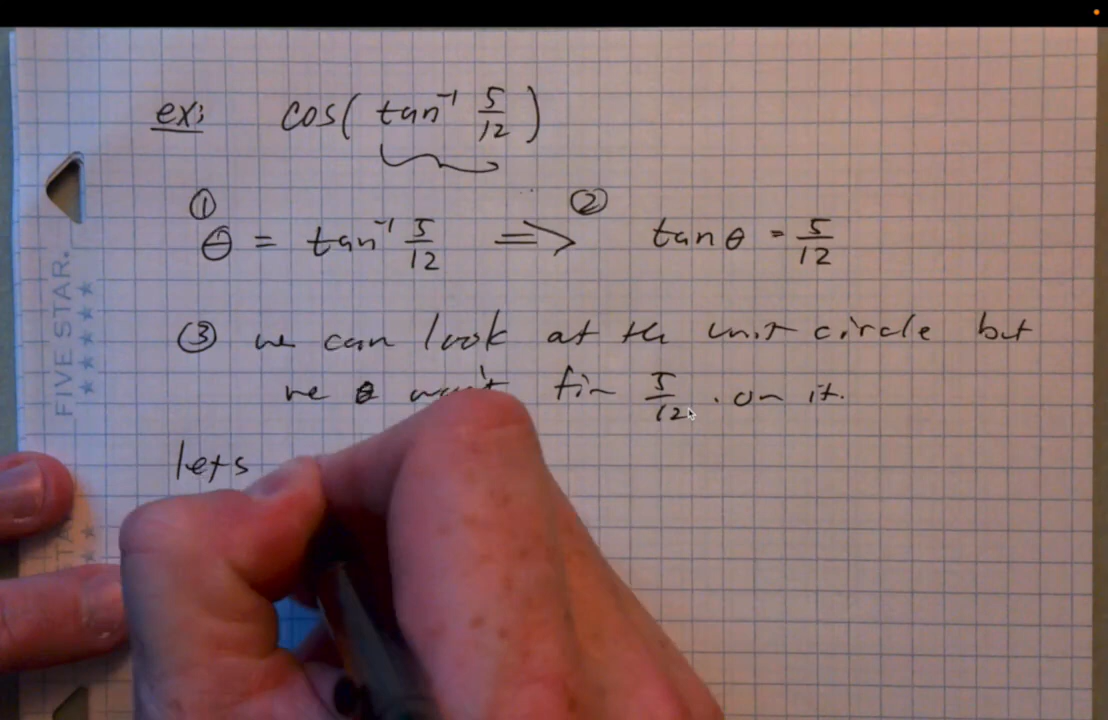 ex: cos( tan⁻¹ 5/12 )
① θ = tan⁻¹ 5/12 => ② tan θ = 5/12
③ we can look at the unit circle but
we won't fin 5/12 . on it.
lets
FIVE STAR.